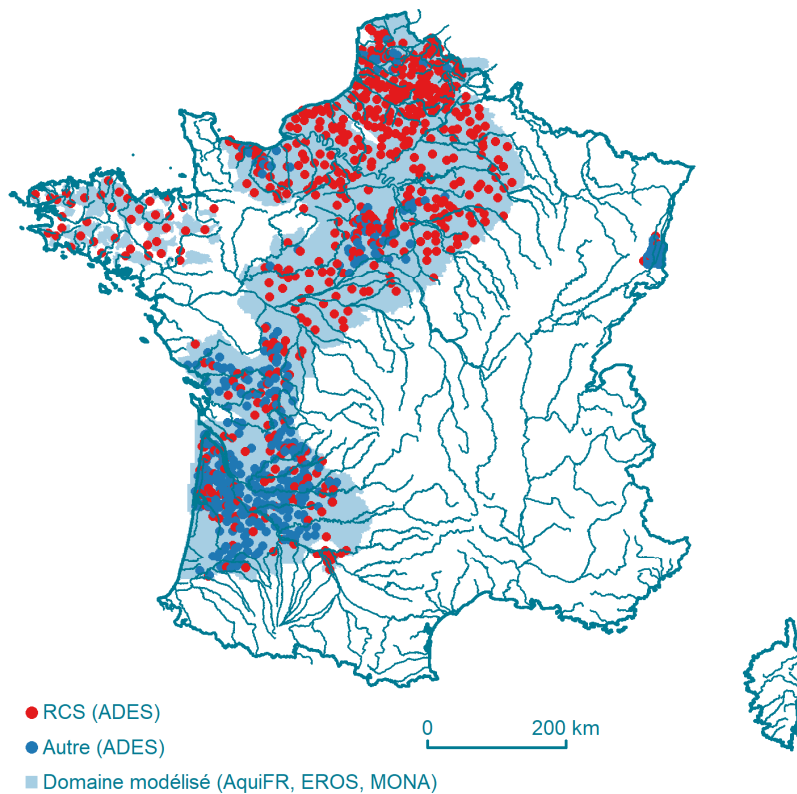 RCS (ADES)
Autre (ADES)
Domaine modélisé (AquiFR, EROS, MONA)
0 200 km